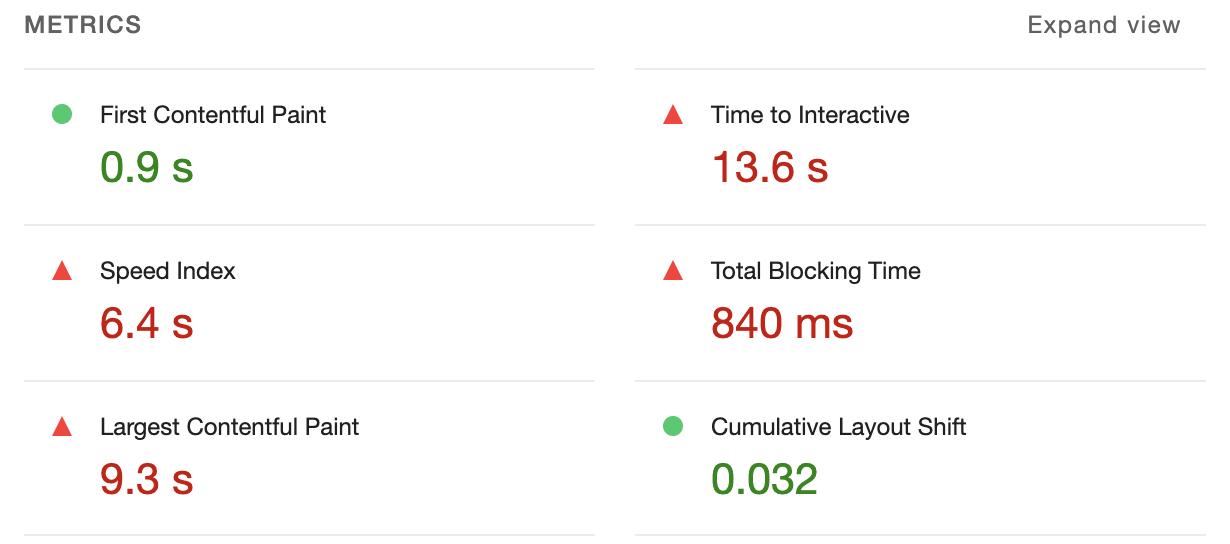 METRICS
Expand view
First Contentful Paint
0.9 s
Time to Interactive
13.6 s
Speed Index
6.4 s
Total Blocking Time
840 ms
Largest Contentful Paint
9.3 s
Cumulative Layout Shift
0.032